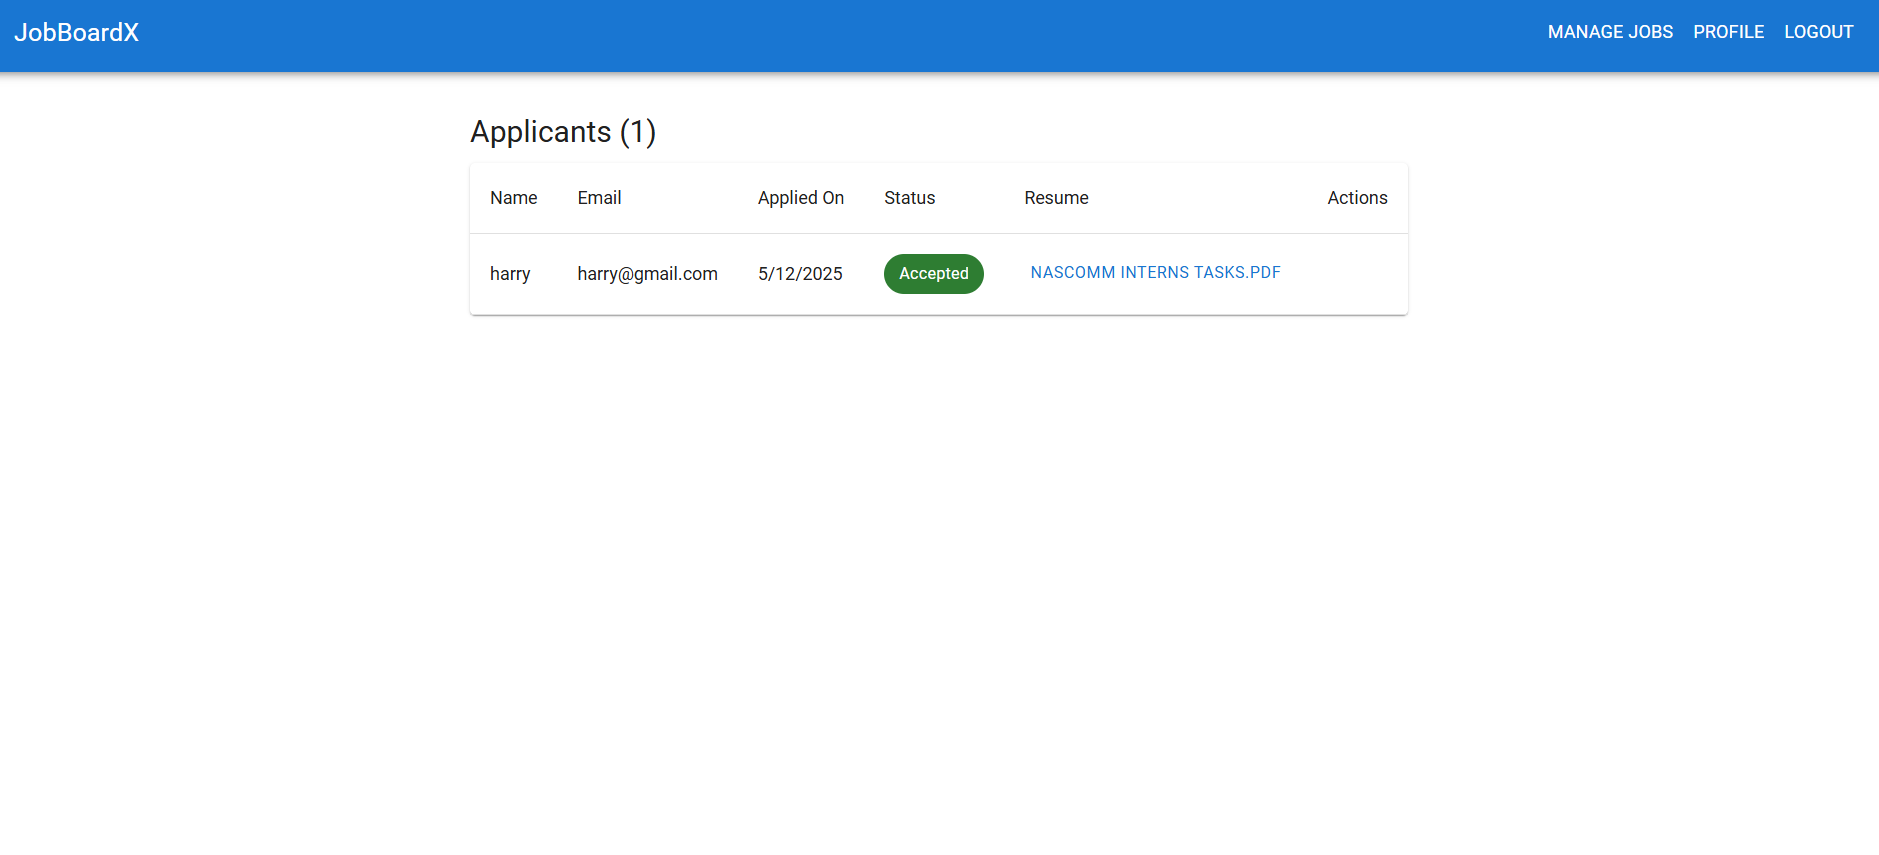 JobBoardX MANAGE JOBS PROFILE LOGOUT
Applicants (1)
Name Email Applied On Status Resume Actions
harry harry@gmail.com 5/12/2025 Accepted NASCOMM INTERNS TASKS.PDF